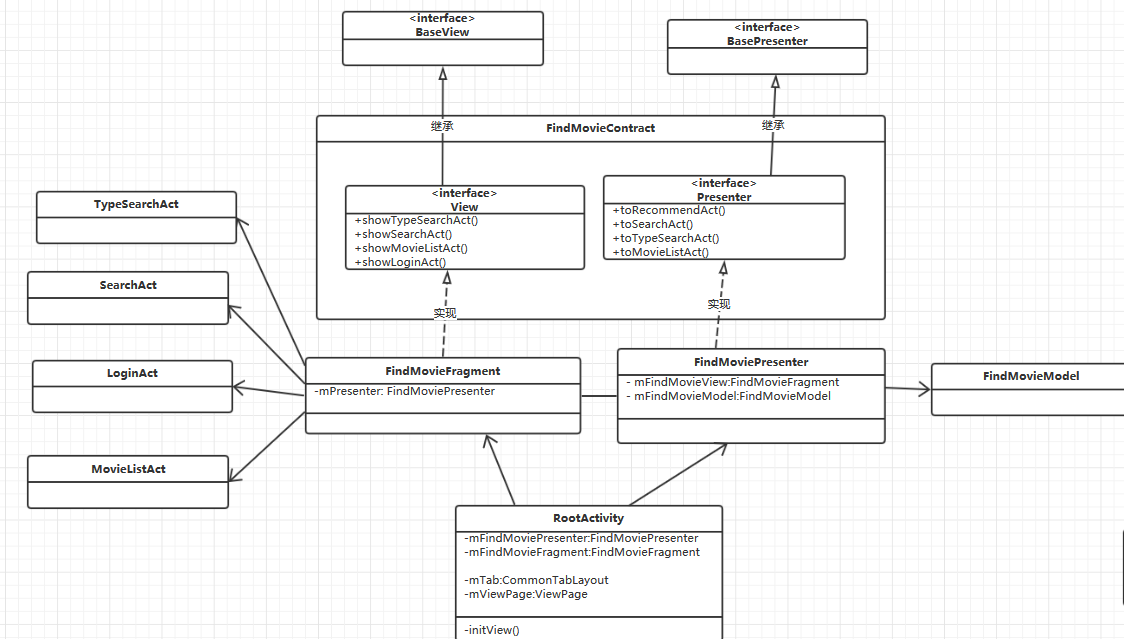 <interface>
BaseView
<interface>
BasePresenter
继承
FindMovieContract
继承
<interface>
View
+showTypeSearchAct()
+showSearchAct()
+showMovieListAct()
+showLoginAct()
<interface>
Presenter
+toRecommendAct()
+toSearchAct()
+toTypeSearchAct()
+toMovieListAct()
TypeSearchAct
SearchAct
LoginAct
MovieListAct
实现
实现
FindMovieFragment
-mPresenter: FindMoviePresenter
FindMoviePresenter
- mFindMovieView:FindMovieFragment
- mFindMovieModel:FindMovieModel
FindMovieModel
RootActivity
-mFindMoviePresenter:FindMoviePresenter
-mFindMovieFragment:FindMovieFragment
-mTab:CommonTabLayout
-mViewPage:ViewPage
-initView()